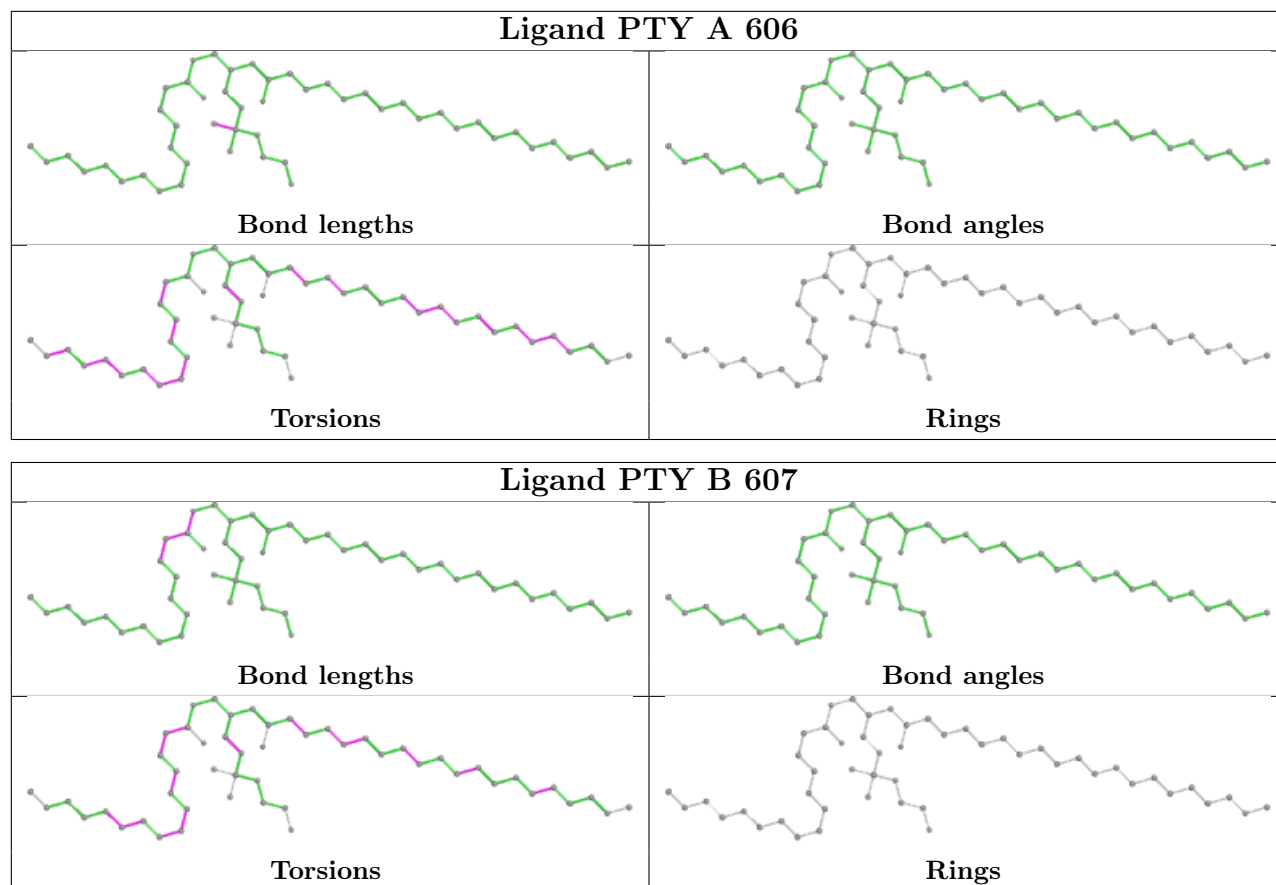 Ligand PTY A 606
Bond lengths
Bond angles
Torsions
Rings
Ligand PTY B 607
Bond lengths
Bond angles
Torsions
Rings